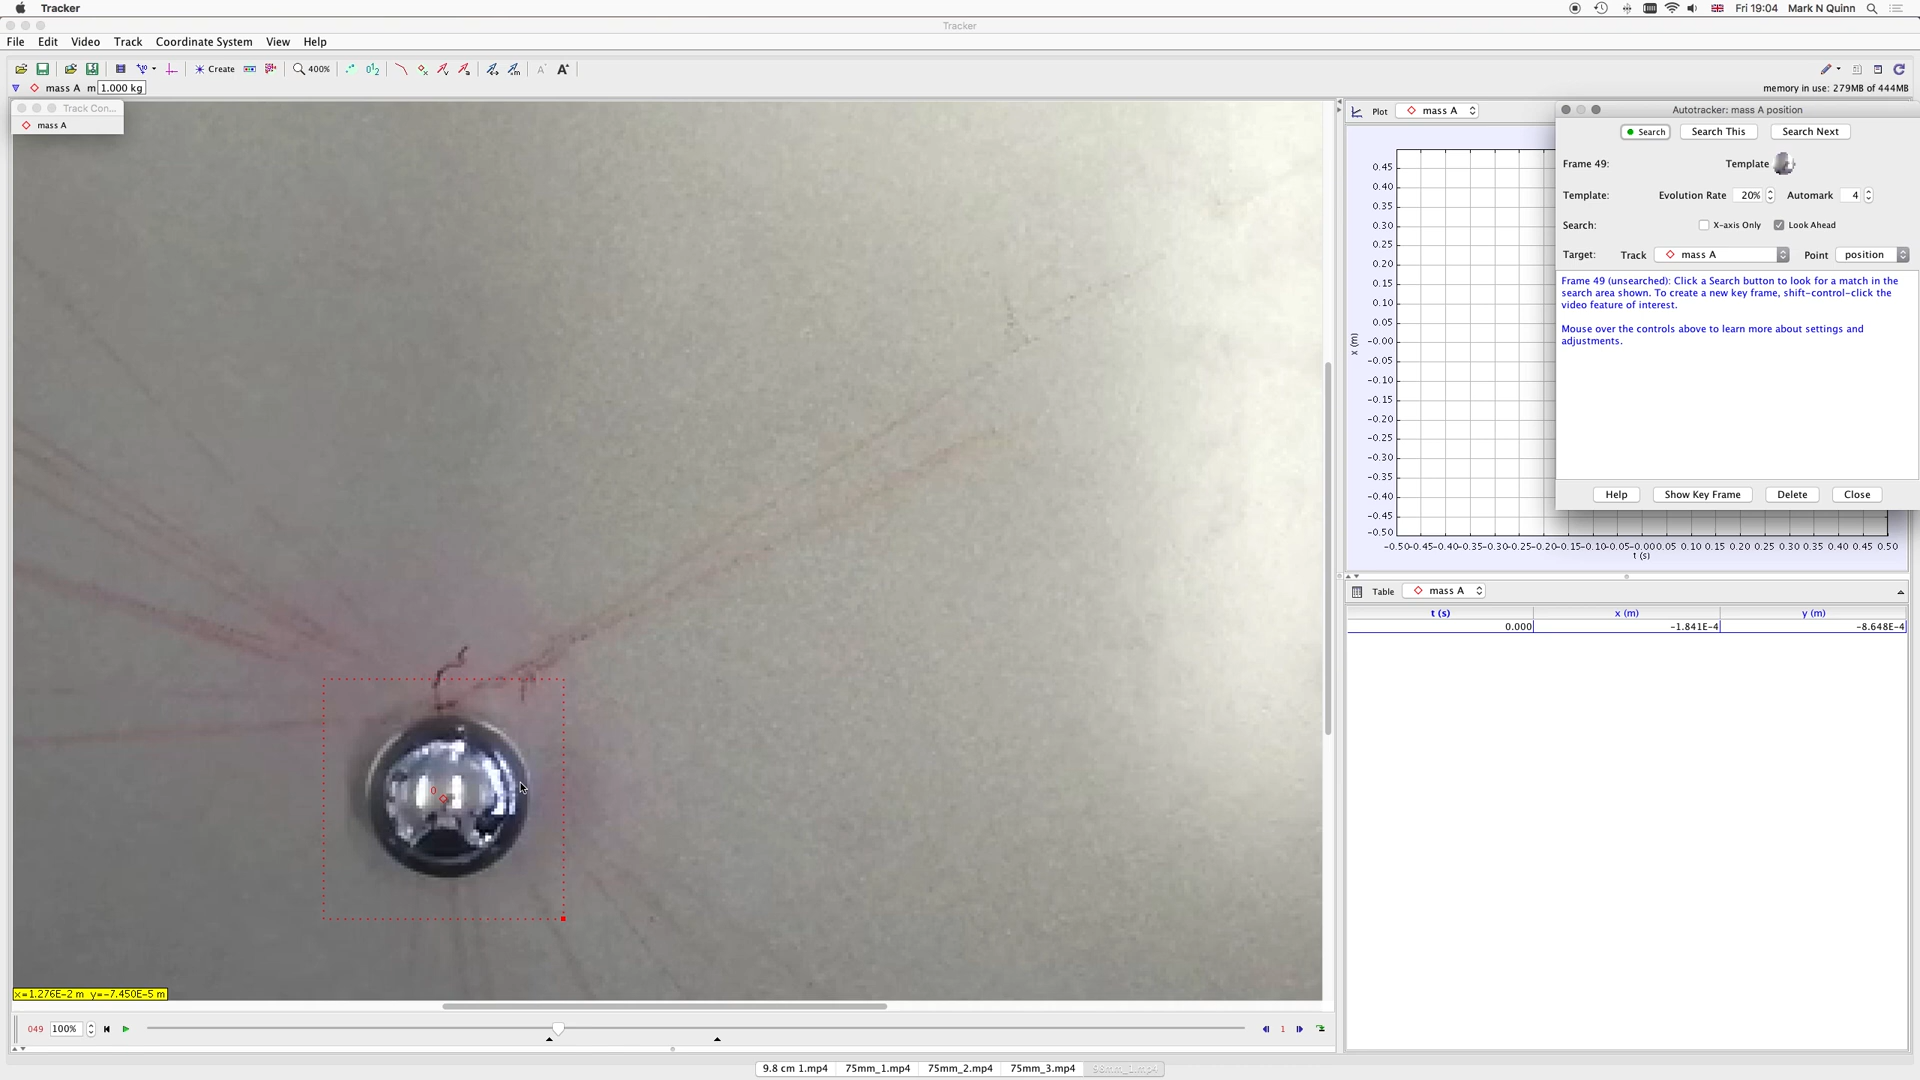 Tracker
Fri 19:04 Mark N Quinn
Tracker
File Edit Video Track Coordinate System View Help
Create 400%
mass A m 1.000 kg
memory in use: 279MB of 444MB
Track Con...
mass A
Plot mass A
Autotracker: mass A position
Search Search This Search Next
Frame 49: Template
Template: Evolution Rate 20% Automark 4
Search: X-axis Only Look Ahead
Target: Track mass A Point position
Frame 49 (unsearched): Click a Search button to look for a match in the
search area shown. To create a new key frame, shift-control-click the
video feature of interest.
Mouse over the controls above to learn more about settings and
adjustments.
Help Show Key Frame Delete Close
0.45
0.40
0.35
0.30
0.25
0.20
0.15
0.10
0.05
-0.00
-0.05
-0.10
-0.15
-0.20
-0.25
-0.30
-0.35
-0.40
-0.45
-0.50
x (m)
-0.50-0.45-0.40-0.35-0.30-0.25-0.20-0.15-0.10-0.05-0.000.05 0.10 0.15 0.20 0.25 0.30 0.35 0.40 0.45 0.50
t (s)
Table mass A
t (s) x (m) y (m)
0.000 -1.841E-4 -8.648E-4
0
x=1.276E-2 m y=-7.450E-5 m
049 100% 1
9.8 cm 1.mp4 75mm_1.mp4 75mm_2.mp4 75mm_3.mp4